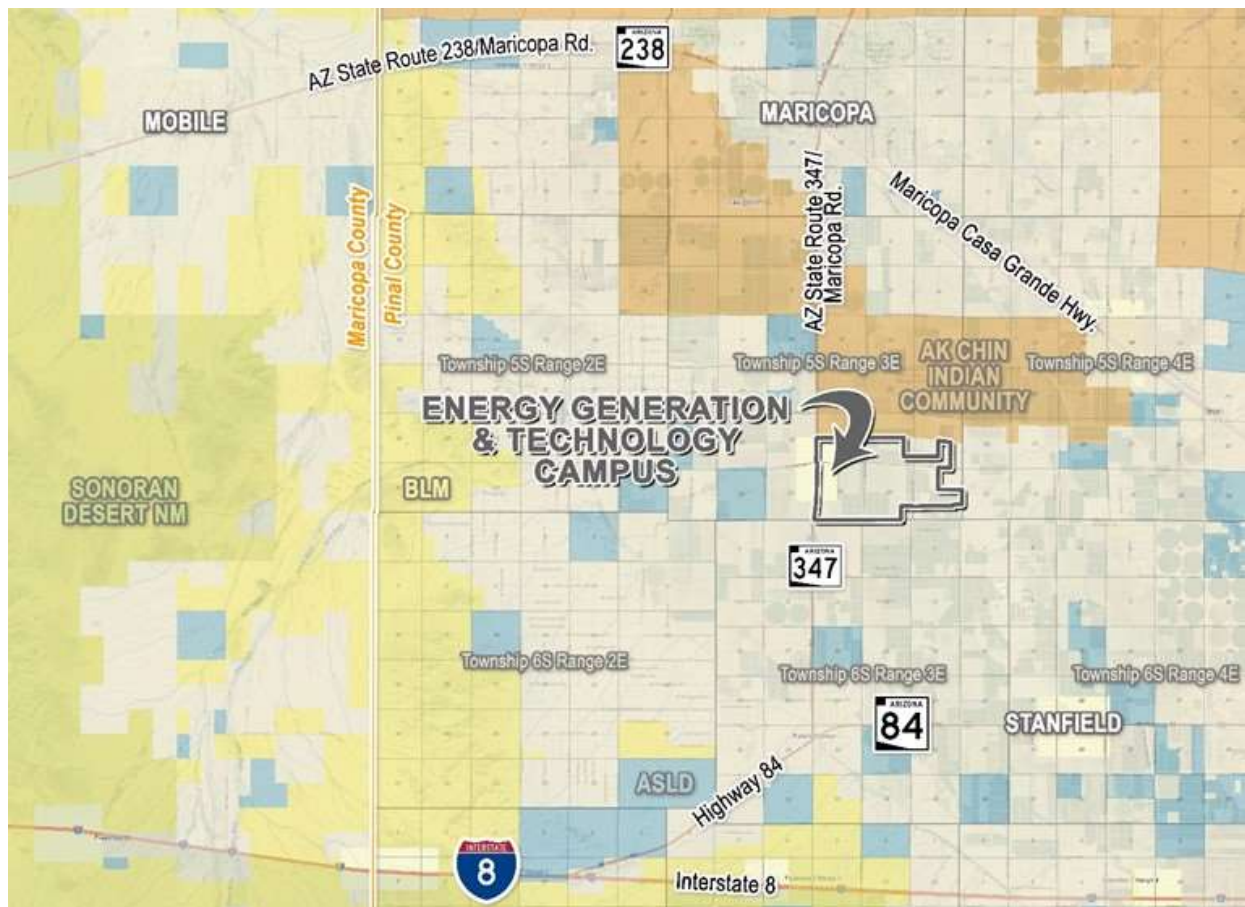 AZ State Route 238/Maricopa Rd.
ARIZONA
238
MOBILE
MARICOPA
AZ State Route 347/
Maricopa Rd.
Maricopa Casa Grande Hwy.
Maricopa County
Pinal County
Township 5S Range 2E
Township 5S Range 3E
AK CHIN
INDIAN
COMMUNITY
Township 5S Range 4E
ENERGY GENERATION
& TECHNOLOGY
CAMPUS
SONORAN
DESERT NM
BLM
ARIZONA
347
Township 6S Range 2E
Township 6S Range 3E
Township 6S Range 4E
ARIZONA
84
STANFIELD
ASLD
Highway 84
INTERSTATE
8
Interstate 8